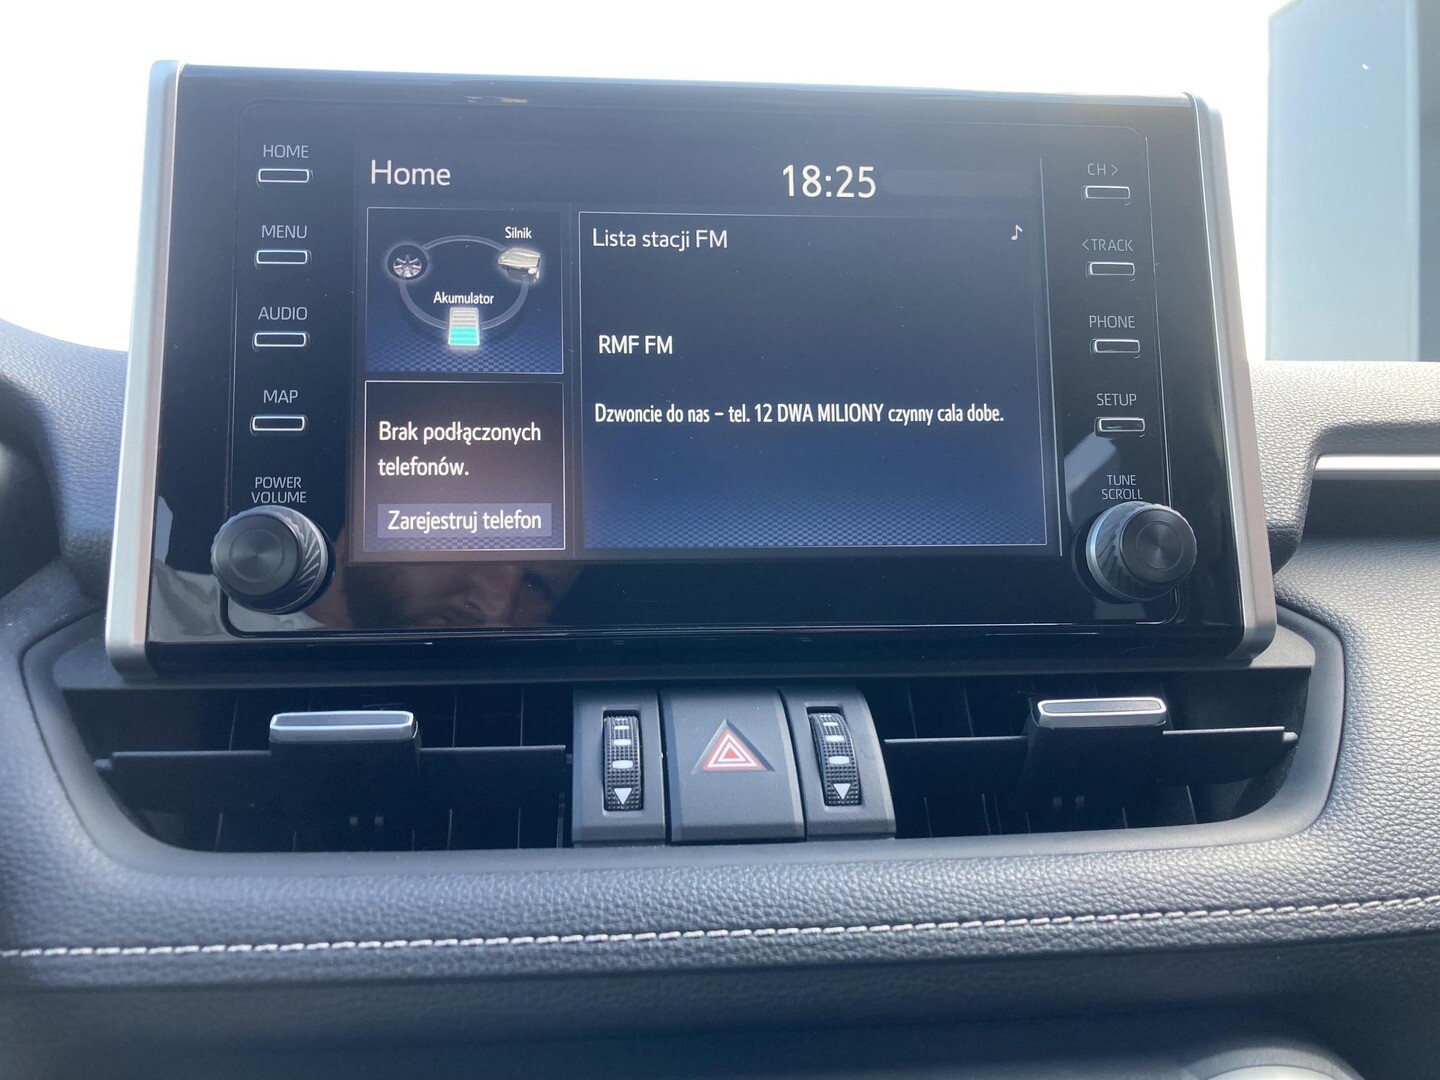 HOME
MENU
AUDIO
MAP
POWER
VOLUME
Home
18:25
Silnik
Akumulator
Brak podłączonych
telefonów.
Zarejestruj telefon
Lista stacji FM
RMF FM
Dzwoncie do nas – tel. 12 DWA MILIONY czynny cala dobe.
CH >
<TRACK
PHONE
SETUP
TUNE
SCROLL